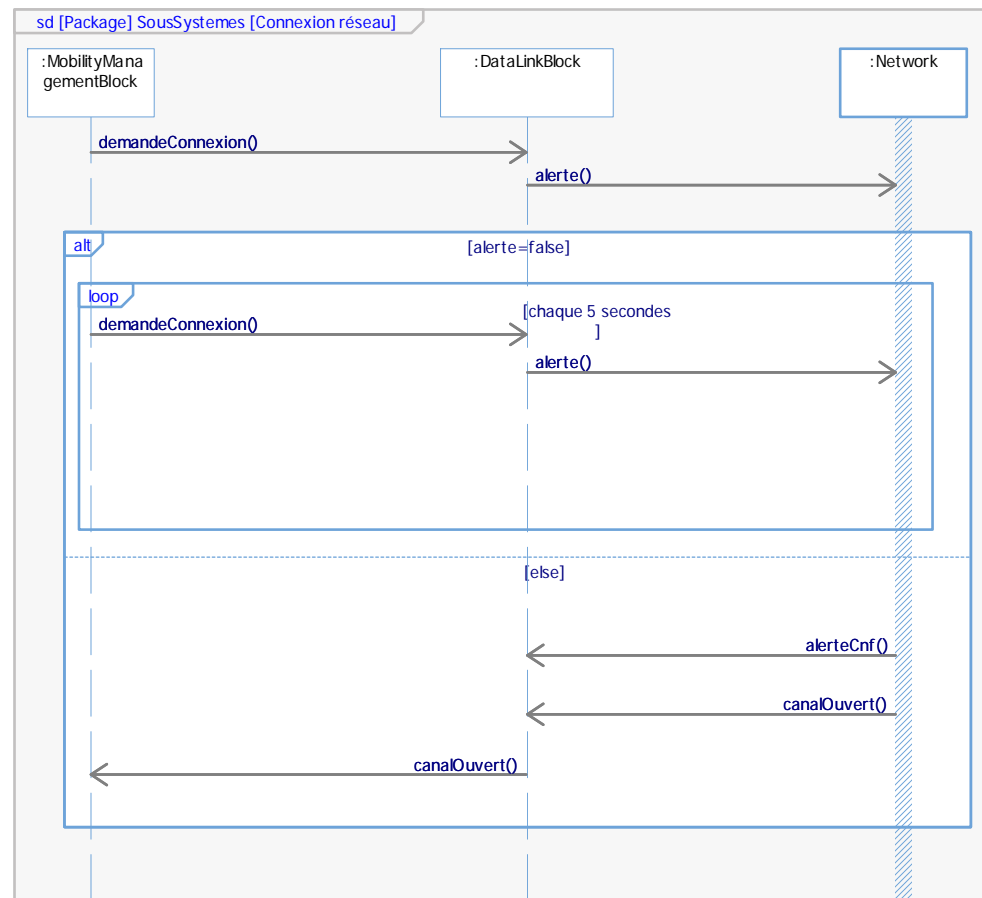 sd [Package] SousSystemes [Connexion réseau]
:MobilityMana
gementBlock
:DataLinkBlock
:Network
demandeConnexion()
alerte()
alt
[alerte=false]
loop
[chaque 5 secondes
]
demandeConnexion()
alerte()
[else]
alerteCnf()
canalOuvert()
canalOuvert()